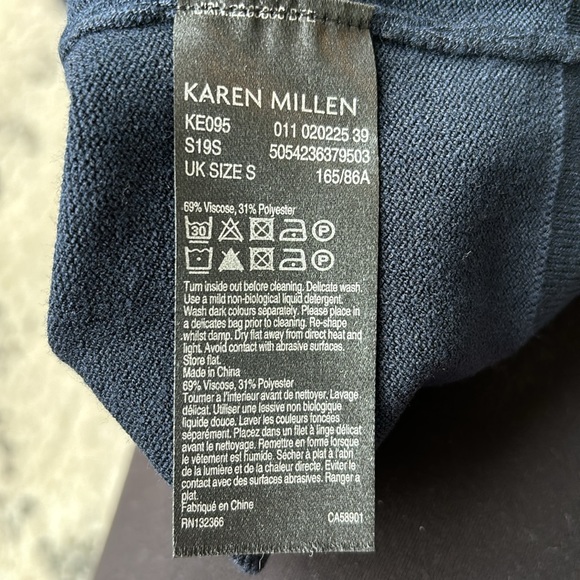 KAREN MILLEN
KE095 011 020225 39
S19S 5054236379503
UK SIZE S 165/86A
69% Viscose, 31% Polyester
30 P
P
Turn inside out before cleaning. Delicate wash.
Use a mild non-biological liquid detergent.
Wash dark colours separately. Please place in
a delicates bag prior to cleaning. Re-shape
whilst damp. Dry flat away from direct heat and
light. Avoid contact with abrasive surfaces.
Store flat.
Made in China
69% Viscose, 31% Polyester
Tourner a l'interieur avant de nettoyer. Lavage
délicat. Utiliser une lessive non biologique
liquide douce. Laver les couleurs foncées
séparément. Placez dans un filet à linge délicat
avant le nettoyage. Remettre en forme lorsque
le vêtement est humide. Sécher à plat à l'abri
de la lumière et de la chaleur directe. Eviter le
contact avec des surfaces abrasives. Ranger a
plat.
Fabriqué en Chine
RN132366 CA58901